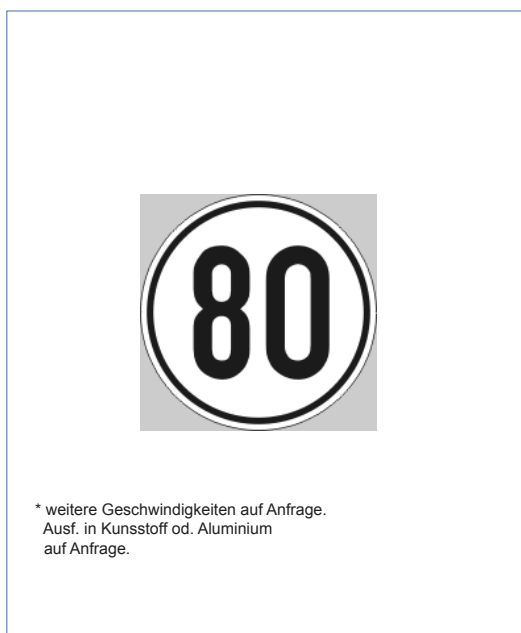 80
* weitere Geschwindigkeiten auf Anfrage.
Ausf. in Kunsstoff od. Aluminium
auf Anfrage.